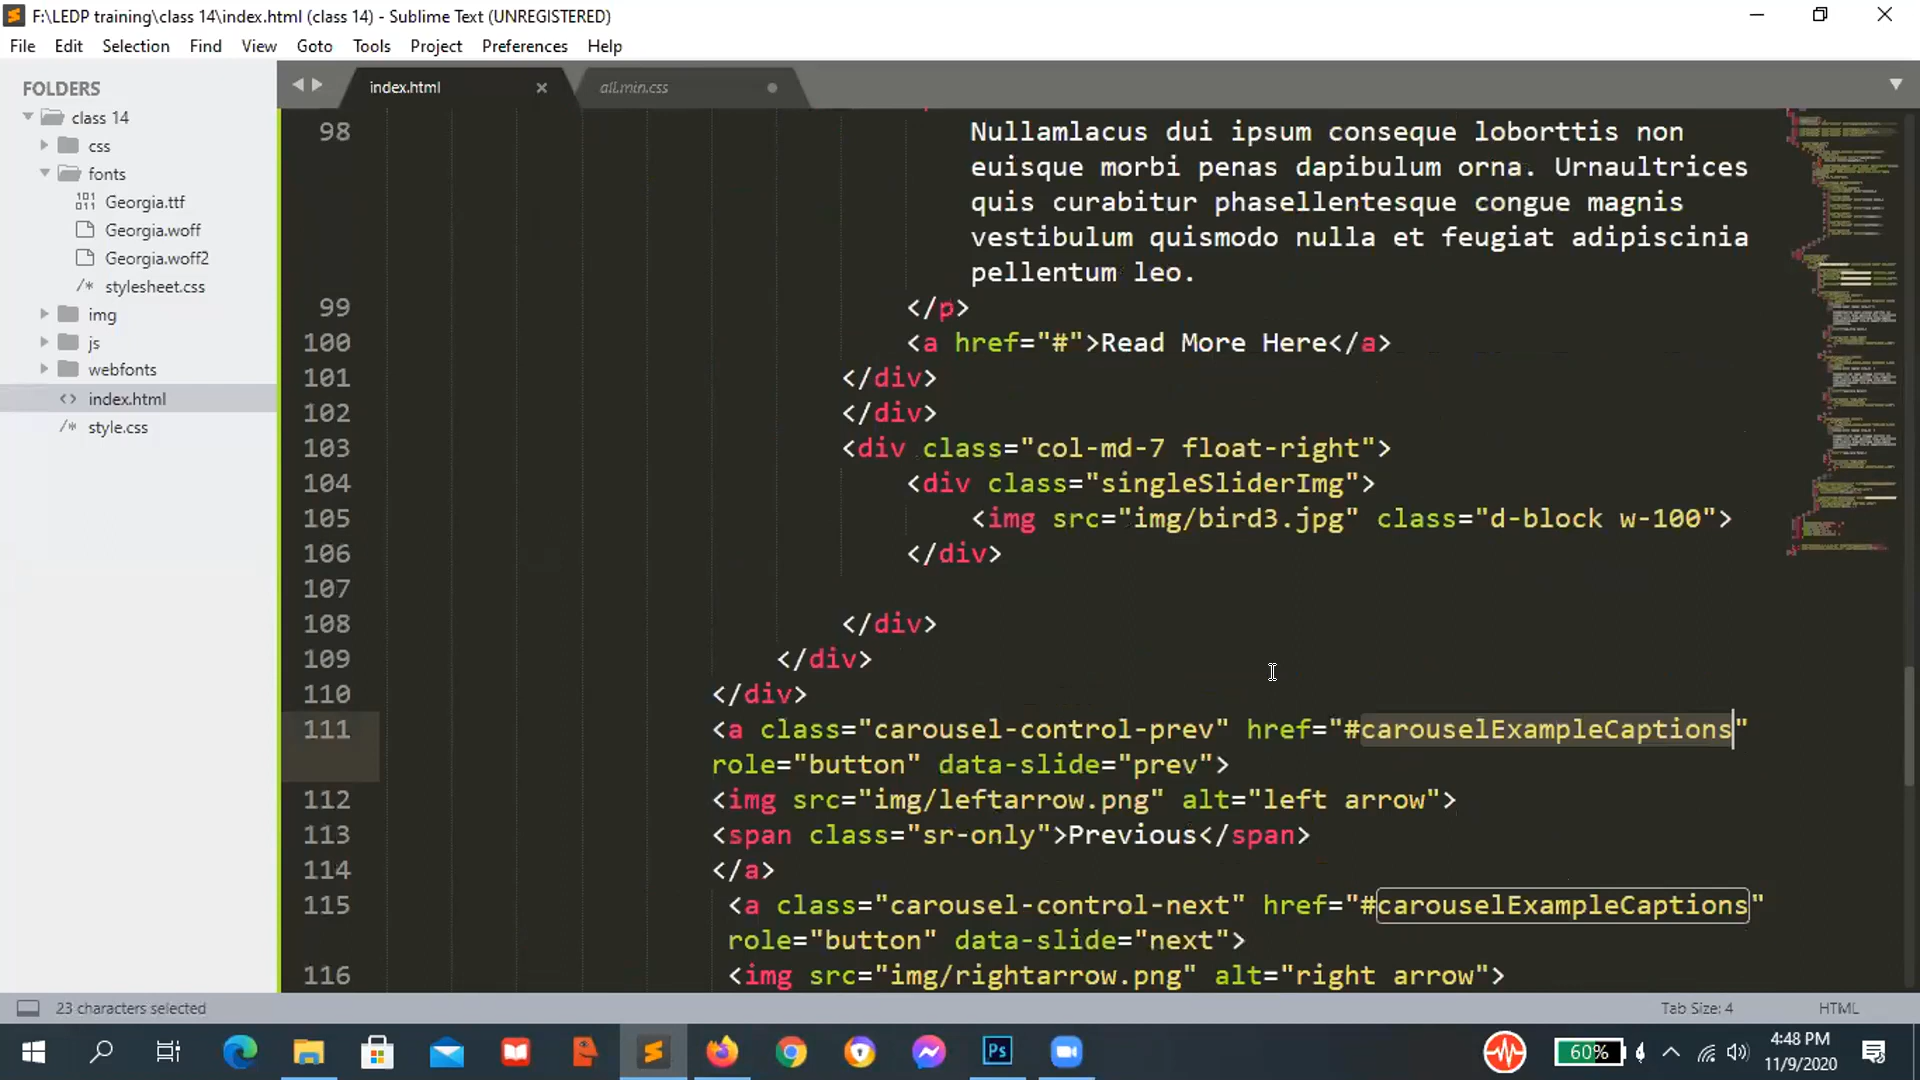 F:\LEDP training\class 14\index.html (class 14) - Sublime Text (UNREGISTERED)
File Edit Selection Find View Goto Tools Project Preferences Help
FOLDERS
class 14
css
fonts
Georgia.ttf
Georgia.woff
Georgia.woff2
/* stylesheet.css
img
js
webfonts
<> index.html
/* style.css
index.html
all.min.css
98 Nullamlacus dui ipsum conseque loborttis non
euisque morbi penas dapibulum orna. Urnaultrices
quis curabitur phasellentesque congue magnis
vestibulum quismodo nulla et feugiat adipiscinia
pellentum leo.
99 </p>
100 <a href="#">Read More Here</a>
101 </div>
102 </div>
103 <div class="col-md-7 float-right">
104 <div class="singleSliderImg">
105 <img src="img/bird3.jpg" class="d-block w-100">
106 </div>
107
108 </div>
109 </div>
110 </div>
111 <a class="carousel-control-prev" href="#carouselExampleCaptions"
role="button" data-slide="prev">
112 <img src="img/leftarrow.png" alt="left arrow">
113 <span class="sr-only">Previous</span>
114 </a>
115 <a class="carousel-control-next" href="#carouselExampleCaptions"
role="button" data-slide="next">
116 <img src="img/rightarrow.png" alt="right arrow">
23 characters selected
Tab Size: 4
HTML
Ps
60%
4:48 PM
11/9/2020